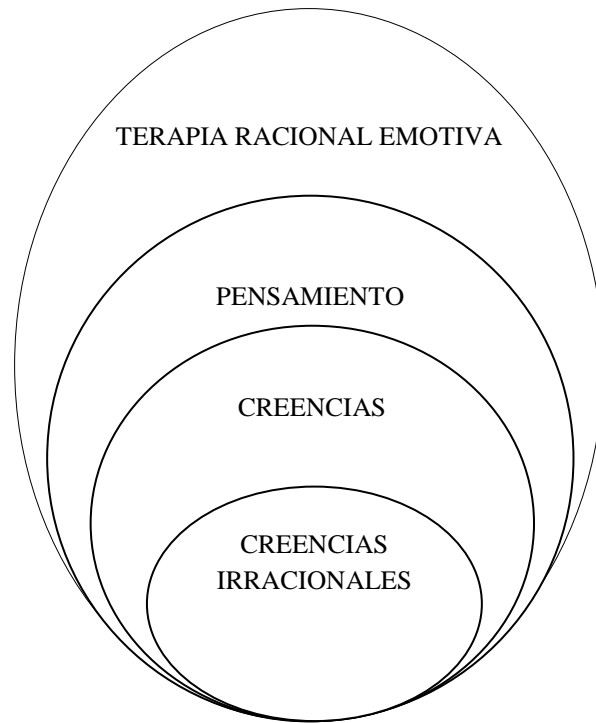 TERAPIA RACIONAL EMOTIVA
PENSAMIENTO
CREENCIAS
CREENCIAS
IRRACIONALES